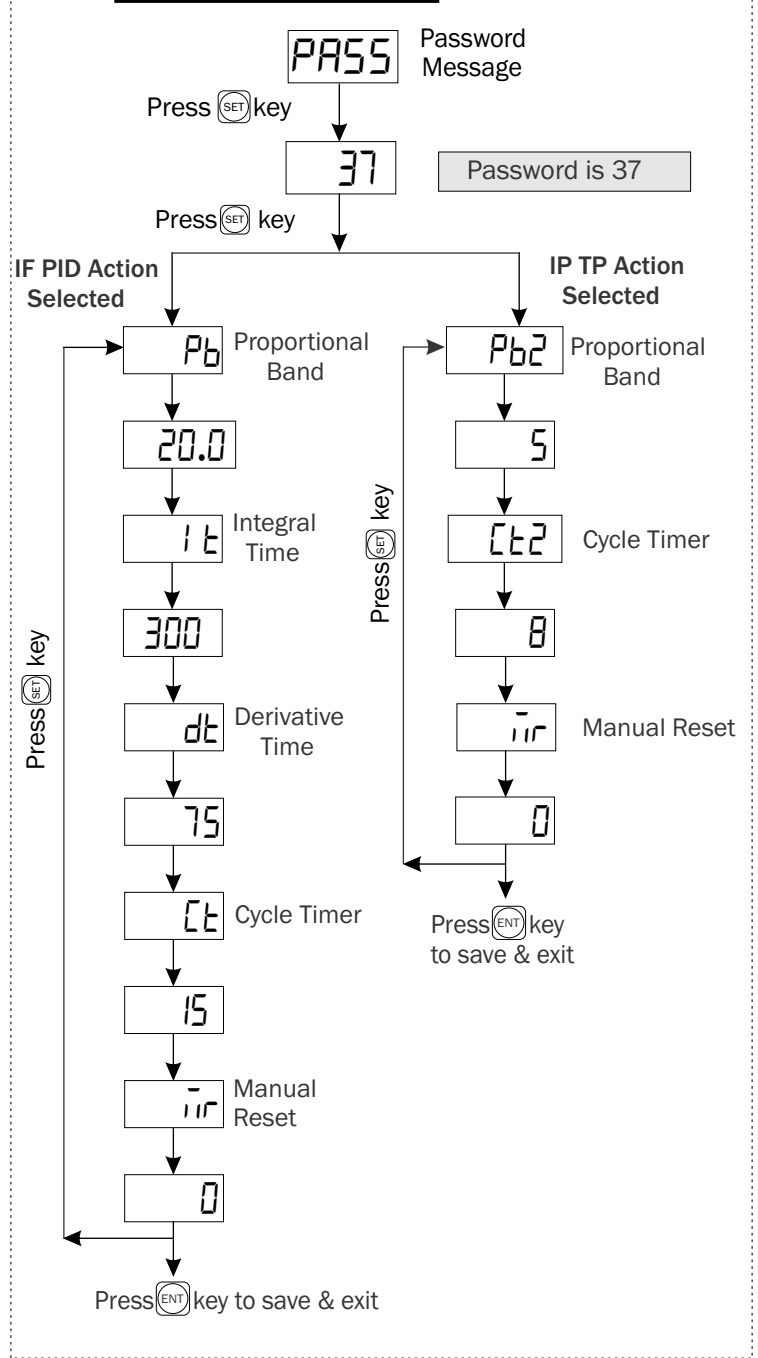 PASS
Password
Message
Press SET key
37
Password is 37
Press SET key
IF PID Action
Selected
Pb
Proportional
Band
20.0
It
Integral
Time
300
dt
Derivative
Time
75
Ct
Cycle Timer
15
Manual
Reset
0
Press SET key
Press ENT key to save & exit
IP TP Action
Selected
Pb2
Proportional
Band
5
Ct2
Cycle Timer
8
Manual Reset
0
Press SET key
Press ENT key
to save & exit